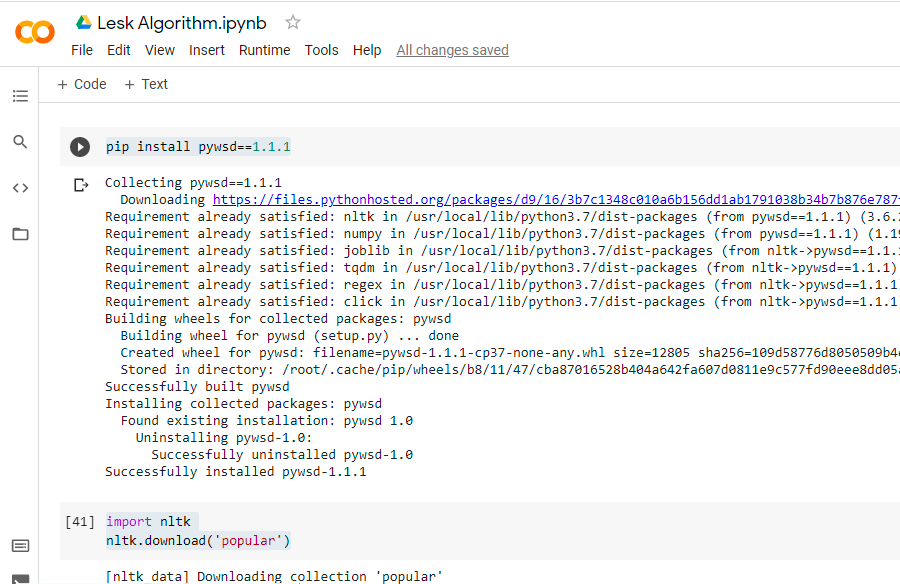 Lesk Algorithm.ipynb
File Edit View Insert Runtime Tools Help All changes saved
+ Code + Text
pip install pywsd==1.1.1
Collecting pywsd==1.1.1
Downloading https://files.pythonhosted.org/packages/d9/16/3b7c1348c010a6b156dd1ab1791038b34b7b876e787
Requirement already satisfied: nltk in /usr/local/lib/python3.7/dist-packages (from pywsd==1.1.1) (3.6.
Requirement already satisfied: numpy in /usr/local/lib/python3.7/dist-packages (from pywsd==1.1.1) (1.19
Requirement already satisfied: joblib in /usr/local/lib/python3.7/dist-packages (from nltk->pywsd==1.1.1
Requirement already satisfied: tqdm in /usr/local/lib/python3.7/dist-packages (from nltk->pywsd==1.1.1)
Requirement already satisfied: regex in /usr/local/lib/python3.7/dist-packages (from nltk->pywsd==1.1.1
Requirement already satisfied: click in /usr/local/lib/python3.7/dist-packages (from nltk->pywsd==1.1.1
Building wheels for collected packages: pywsd
Building wheel for pywsd (setup.py) ... done
Created wheel for pywsd: filename=pywsd-1.1.1-cp37-none-any.whl size=12805 sha256=109d58776d8050509b4
Stored in directory: /root/.cache/pip/wheels/b8/11/47/cba87016528b404a642fa607d0811e9c577fd90eee8dd05
Successfully built pywsd
Installing collected packages: pywsd
Found existing installation: pywsd 1.0
Uninstalling pywsd-1.0:
Successfully uninstalled pywsd-1.0
Successfully installed pywsd-1.1.1
[41] import nltk
nltk.download('popular')
[nltk_data] Downloading collection 'popular'